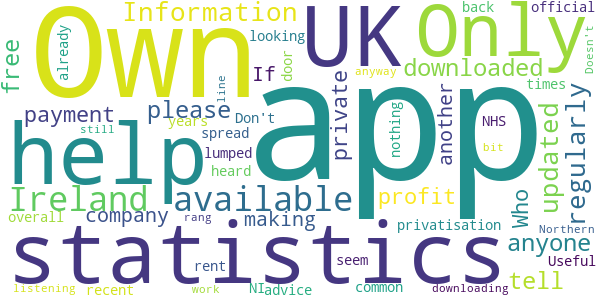 Own
app
UK
Only
statistics
help
Information
looking
back
official
free
already
If
door
downloaded
Doesn't
payment
please
private
anyway
times
line
years
Don't
another
nothing
NHS
updated
regularly
still
spread
bit
lumped
heard
Ireland
available
Who
profit
overall
company
making
privatisation
Northern
rang
anyone
seem
rent
Useful
tell
listening
recent
work
NI
advice
common
downloading